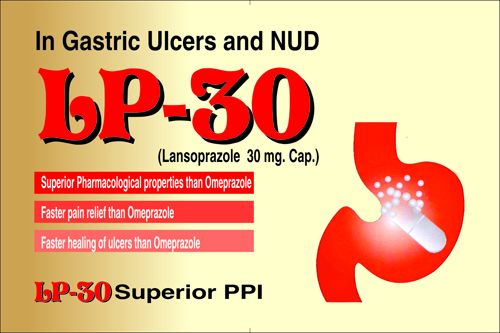 In Gastric Ulcers and NUD
LP-30
(Lansoprazole 30 mg. Cap.)
Superior Pharmacological properties than Omeprazole
Faster pain relief than Omeprazole
Faster healing of ulcers than Omeprazole
LP-30 Superior PPI